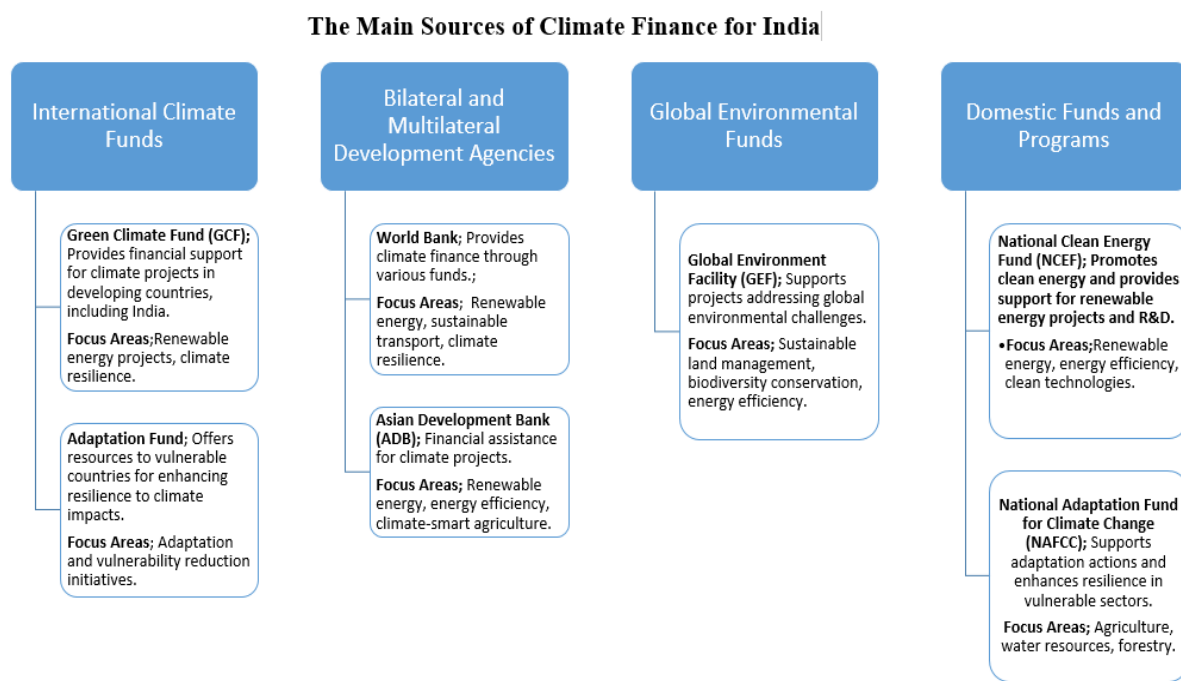 The Main Sources of Climate Finance for India
International Climate
Funds
Green Climate Fund (GCF);
Provides financial support
for climate projects in
developing countries,
including India.
Focus Areas;Renewable
energy projects, climate
resilience.
Adaptation Fund; Offers
resources to vulnerable
countries for enhancing
resilience to climate
impacts.
Focus Areas; Adaptation
and vulnerability reduction
initiatives.
Bilateral and
Multilateral
Development Agencies
World Bank; Provides
climate finance through
various funds.;
Focus Areas; Renewable
energy, sustainable
transport, climate
resilience.
Asian Development Bank
(ADB); Financial assistance
for climate projects.
Focus Areas; Renewable
energy, energy efficiency,
climate-smart agriculture.
Global Environmental
Funds
Global Environment
Facility (GEF); Supports
projects addressing global
environmental challenges.
Focus Areas; Sustainable
land management,
biodiversity conservation,
energy efficiency.
Domestic Funds and
Programs
National Clean Energy
Fund (NCEF); Promotes
clean energy and provides
support for renewable
energy projects and R&D.
•Focus Areas;Renewable
energy, energy efficiency,
clean technologies.
National Adaptation Fund
for Climate Change
(NAFCC); Supports
adaptation actions and
enhances resilience in
vulnerable sectors.
Focus Areas; Agriculture,
water resources, forestry.